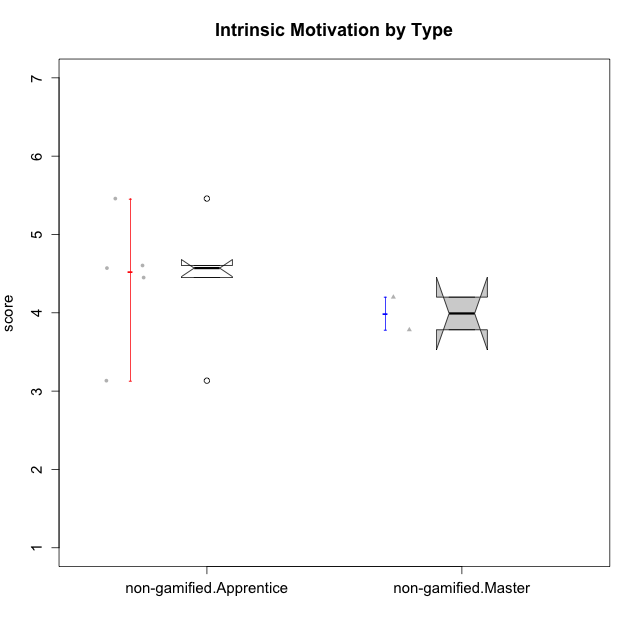 Intrinsic Motivation by Type
score
7
6
5
4
3
2
1
non-gamified.Apprentice
non-gamified.Master